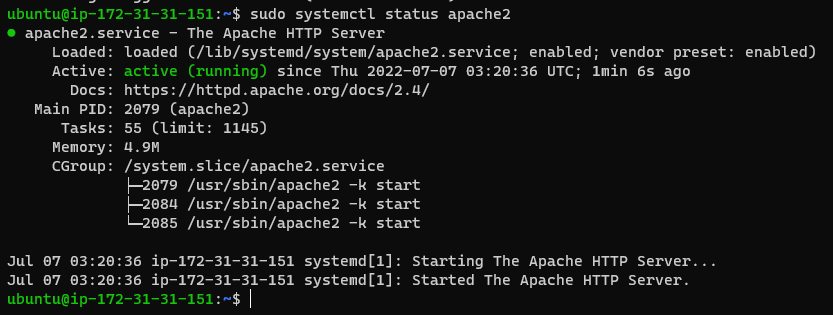 ubuntu@ip-172-31-31-151:~$ sudo systemctl status apache2
● apache2.service - The Apache HTTP Server
     Loaded: loaded (/lib/systemd/system/apache2.service; enabled; vendor preset: enabled)
     Active: active (running) since Thu 2022-07-07 03:20:36 UTC; 1min 6s ago
       Docs: https://httpd.apache.org/docs/2.4/
   Main PID: 2079 (apache2)
      Tasks: 55 (limit: 1145)
     Memory: 4.9M
     CGroup: /system.slice/apache2.service
             ├─2079 /usr/sbin/apache2 -k start
             ├─2084 /usr/sbin/apache2 -k start
             └─2085 /usr/sbin/apache2 -k start

Jul 07 03:20:36 ip-172-31-31-151 systemd[1]: Starting The Apache HTTP Server...
Jul 07 03:20:36 ip-172-31-31-151 systemd[1]: Started The Apache HTTP Server.
ubuntu@ip-172-31-31-151:~$